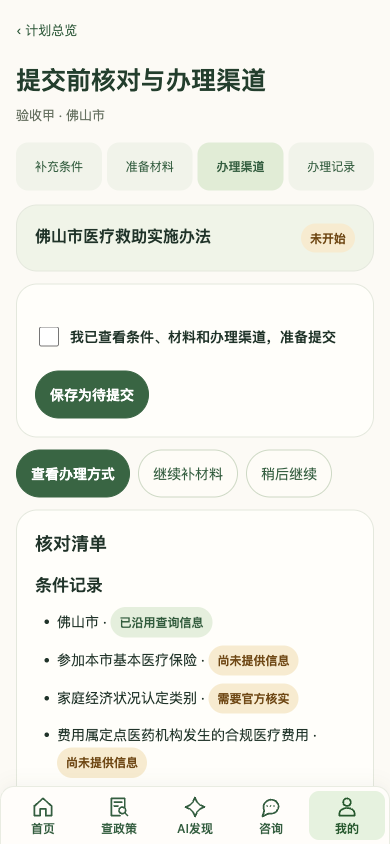 ‹ 计划总览
提交前核对与办理渠道
验收甲 · 佛山市
补充条件
准备材料
办理渠道
办理记录
佛山市医疗救助实施办法
未开始
我已查看条件、材料和办理渠道，准备提交
保存为待提交
查看办理方式
继续补材料
稍后继续
核对清单
条件记录
• 佛山市 · 已沿用查询信息
• 参加本市基本医疗保险 · 尚未提供信息
• 家庭经济状况认定类别 · 需要官方核实
• 费用属定点医药机构发生的合规医疗费用 ·
尚未提供信息
首页
查政策
AI发现
咨询
我的